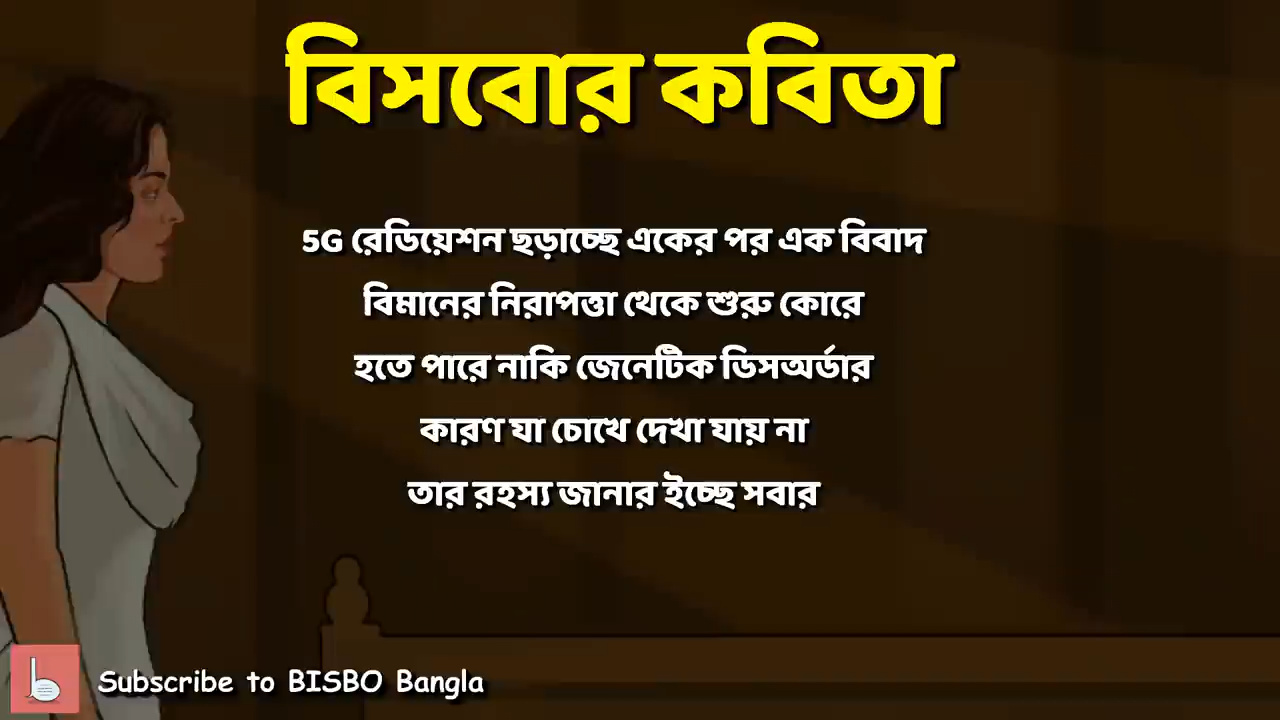 বিসবোর কবিতা
5G রেডিয়েশন ছড়াচ্ছে একের পর এক বিবাদ
বিমানের নিরাপত্তা থেকে শুরু কোরে
হতে পারে নাকি জেনেটিক ডিসঅর্ডার
কারণ যা চোখে দেখা যায় না
তার রহস্য জানার ইচ্ছে সবার
Subscribe to BISBO Bangla